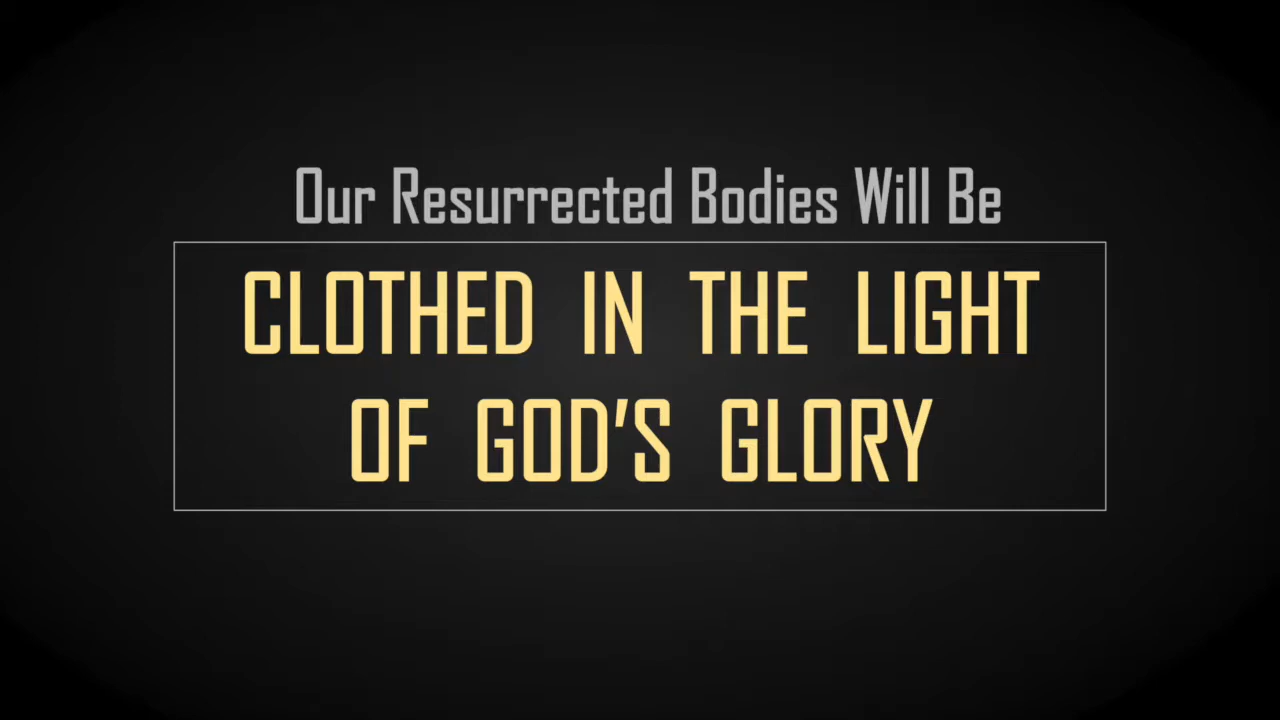 Our Resurrected Bodies Will Be
CLOTHED IN THE LIGHT
OF GOD'S GLORY